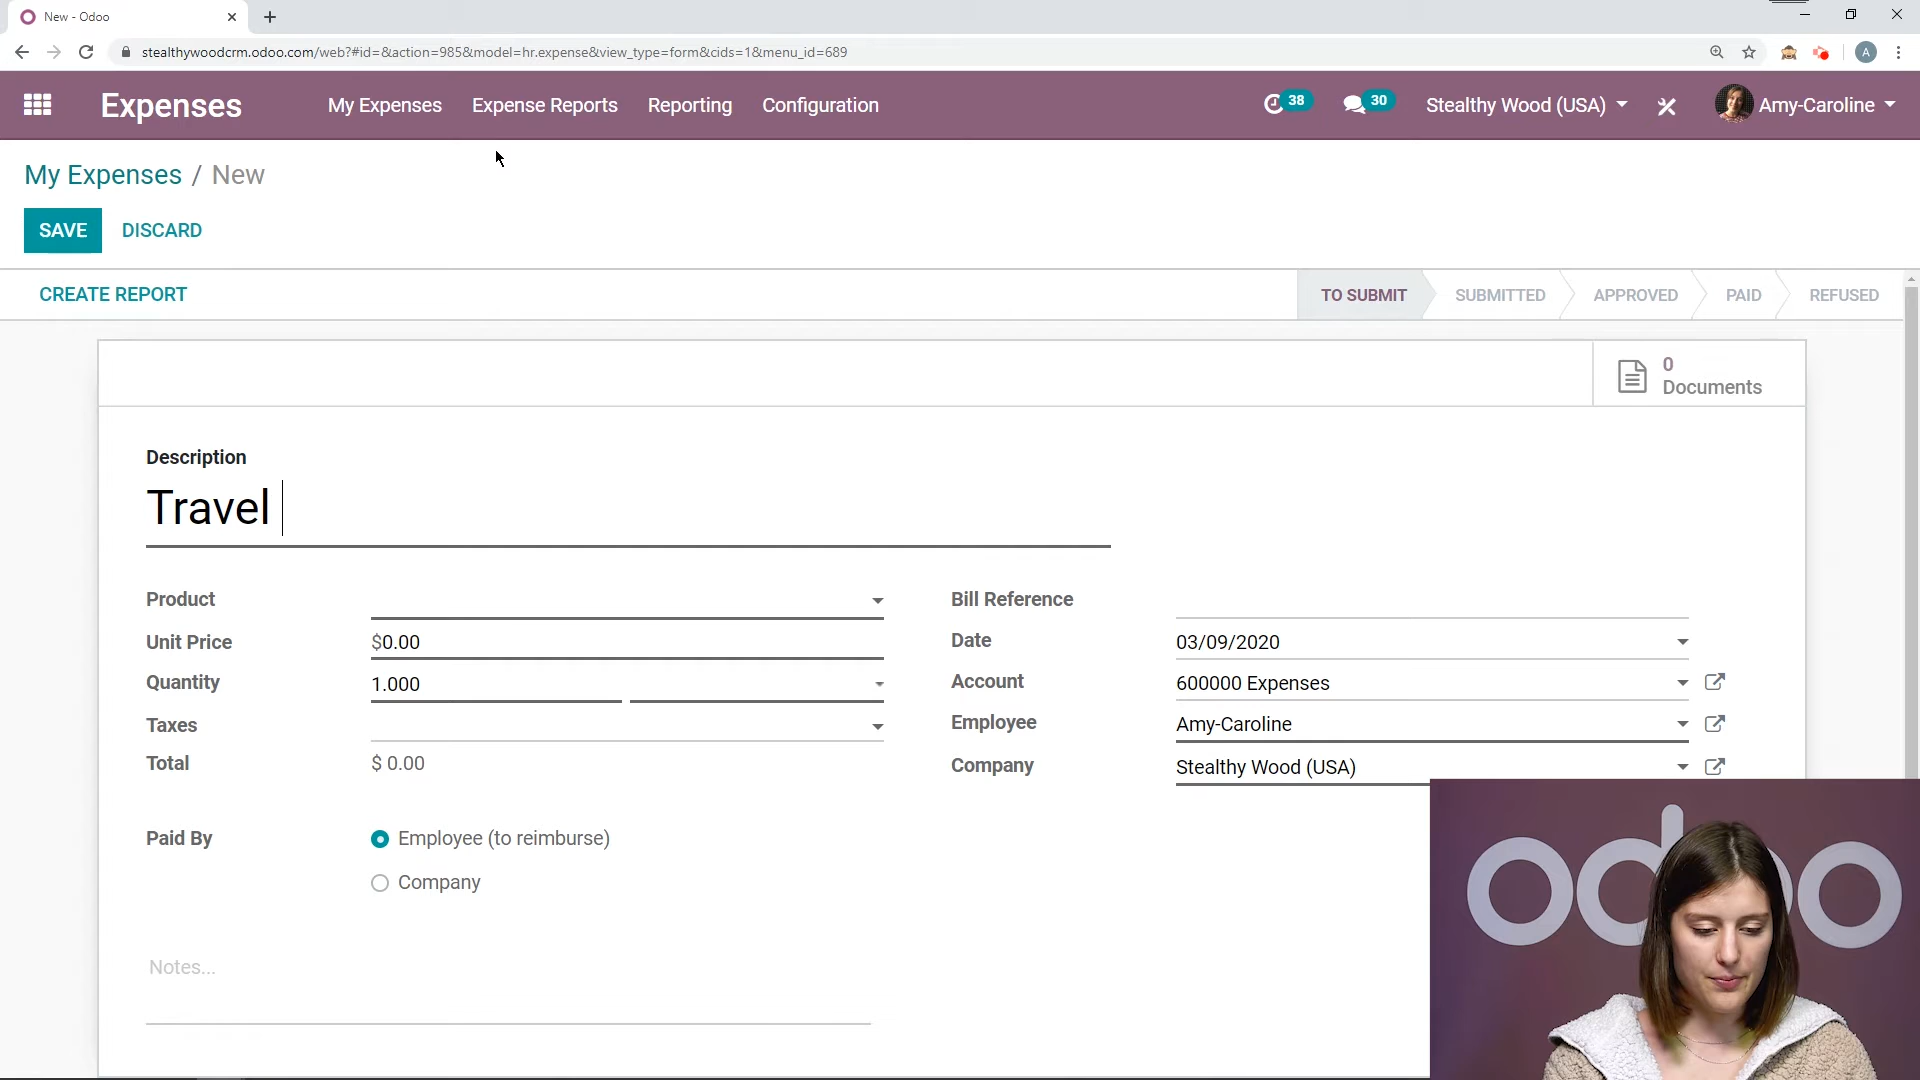 New - Odoo
stealthywoodcrm.odoo.com/web?#id=&action=985&model=hr.expense&view_type=form&cids=1&menu_id=689
A
Expenses
My Expenses
Expense Reports
Reporting
Configuration
38
30
Stealthy Wood (USA)
Amy-Caroline
My Expenses / New
SAVE
DISCARD
CREATE REPORT
TO SUBMIT
SUBMITTED
APPROVED
PAID
REFUSED
0
Documents
Description
Travel
Product
Unit Price
$0.00
Quantity
1.000
Taxes
Total
$ 0.00
Bill Reference
Date
03/09/2020
Account
600000 Expenses
Employee
Amy-Caroline
Company
Stealthy Wood (USA)
Paid By
Employee (to reimburse)
Company
Notes...
odoo